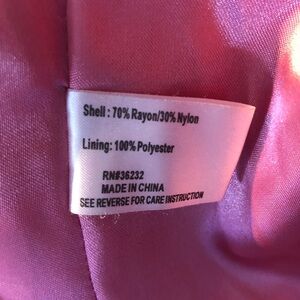 Shell : 70% Rayon/30% Nylon
Lining: 100% Polyester
RN#36232
MADE IN CHINA
SEE REVERSE FOR CARE INSTRUCTION